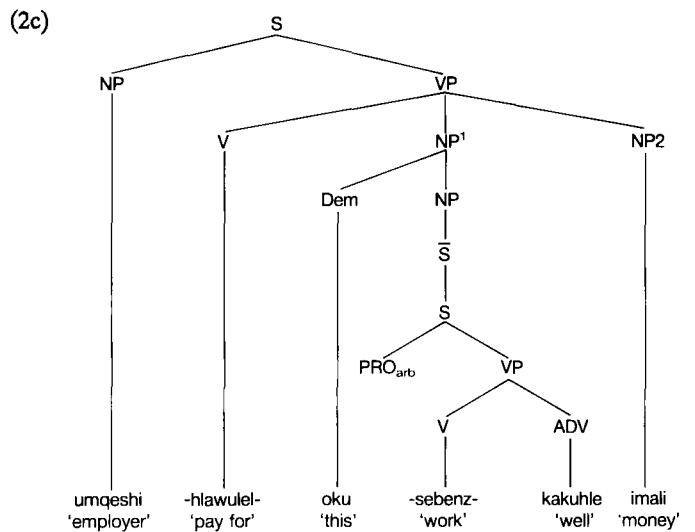 (2c)
S
NP VP
V NP¹ NP2
Dem NP
S̅
S
PRO_arb VP
V ADV
umqeshi -hlawulel- oku -sebenz- kakuhle imali
'employer' 'pay for' 'this' 'work' 'well' 'money'